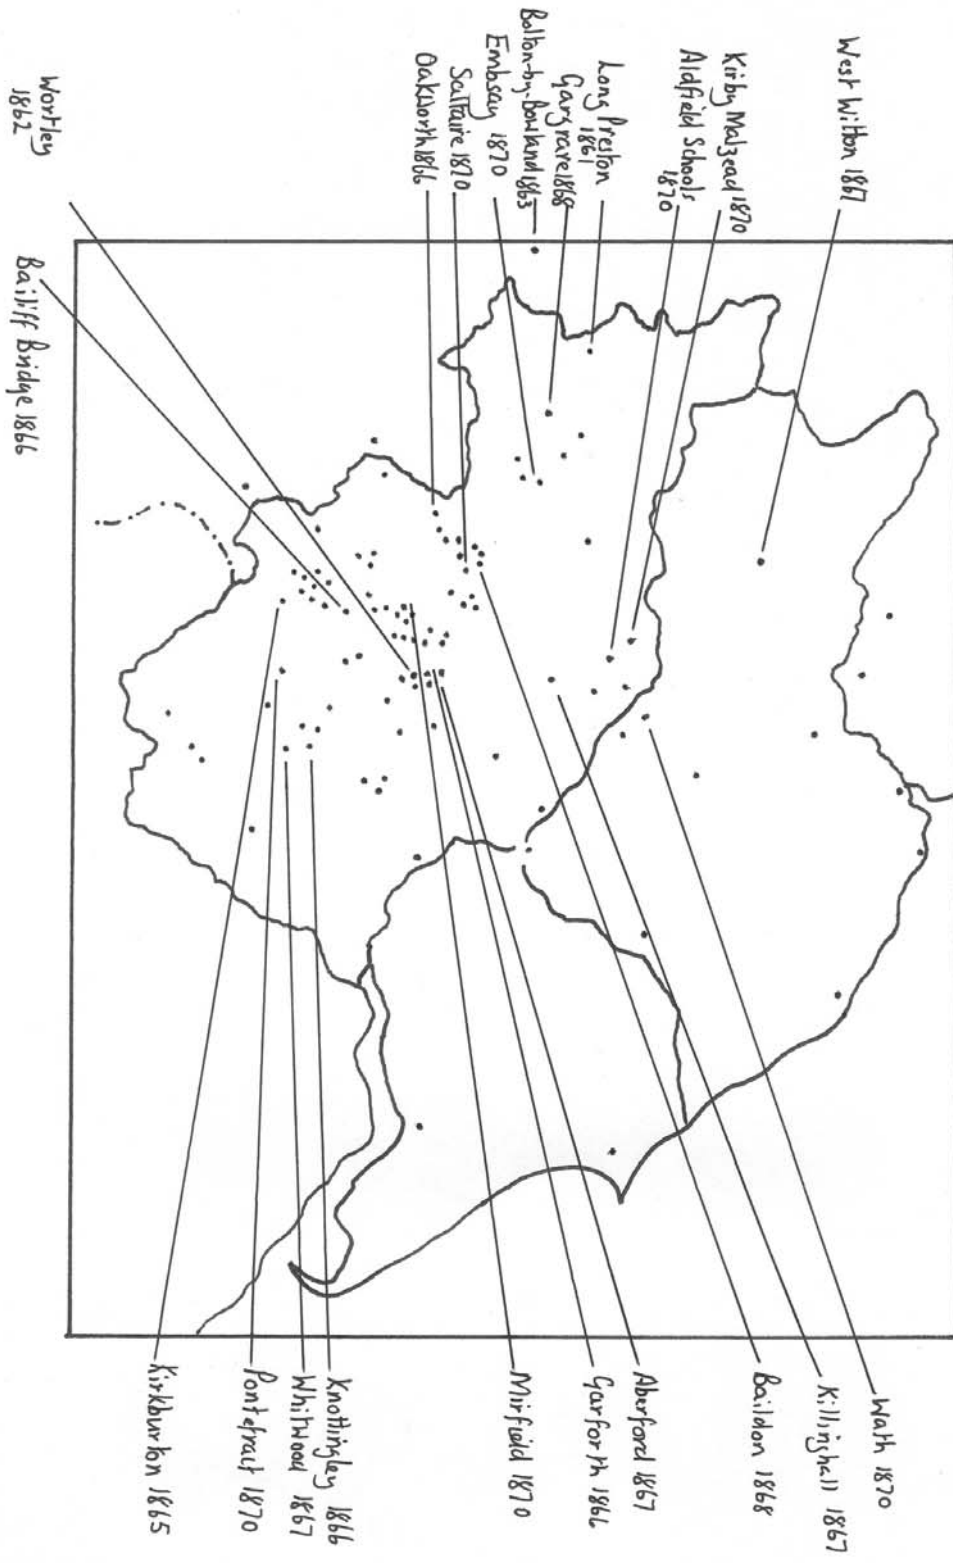 West Witton 1867
Kirby Malzead 1870
Aldfield Schools
1870
Long Preston
1861
Gargrave 1868
Bolton-by-Bowland 1863
Embsay 1870
Saltaire 1870
Oakworth 1866
Wortley
1862
Bailiff Bridge 1866
Wath 1870
Killinghall 1867
Baildon 1868
Aberford 1867
Garforth 1866
Mirfield 1870
Knottingley 1866
Whitwood 1867
Pontefract 1870
Kirkburton 1865